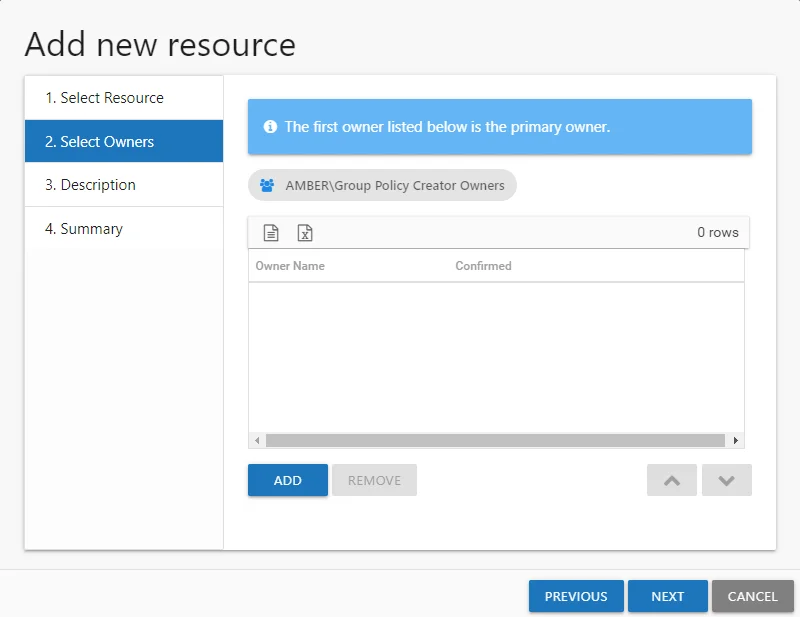 Add new resource
1. Select Resource
2. Select Owners
3. Description
4. Summary
The first owner listed below is the primary owner.
AMBER\Group Policy Creator Owners
0 rows
Owner Name Confirmed
ADD REMOVE
PREVIOUS NEXT CANCEL